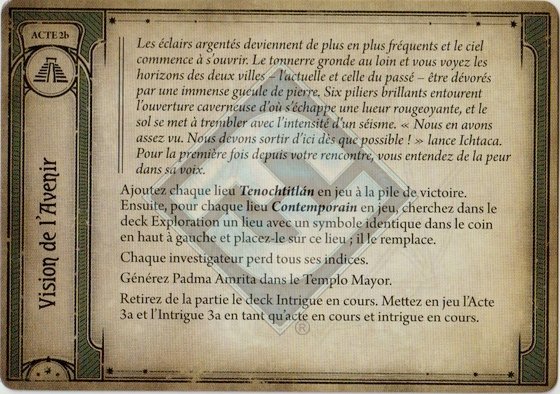 ACTE 2b
Vision de l'Avenir
Les éclairs argentés deviennent de plus en plus fréquents et le ciel
commence à s'ouvrir. Le tonnerre gronde au loin et vous voyez les
horizons des deux villes – l'actuelle et celle du passé – être dévorés
par une immense gueule de pierre. Six piliers brillants entourent
l'ouverture caverneuse d'où s'échappe une lueur rougeoyante, et le
sol se met à trembler avec l'intensité d'un séisme. « Nous en avons
assez vu. Nous devons sortir d'ici dès que possible ! » lance Ichtaca.
Pour la première fois depuis votre rencontre, vous entendez de la peur
dans sa voix.
Ajoutez chaque lieu Tenochtitlán en jeu à la pile de victoire.
Ensuite, pour chaque lieu Contemporain en jeu, cherchez dans le
deck Exploration un lieu avec un symbole identique dans le coin
en haut à gauche et placez-le sur ce lieu ; il le remplace.
Chaque investigateur perd tous ses indices.
Générez Padma Amrita dans le Templo Mayor.
Retirez de la partie le deck Intrigue en cours. Mettez en jeu l'Acte
3a et l'Intrigue 3a en tant qu'acte en cours et intrigue en cours.
®